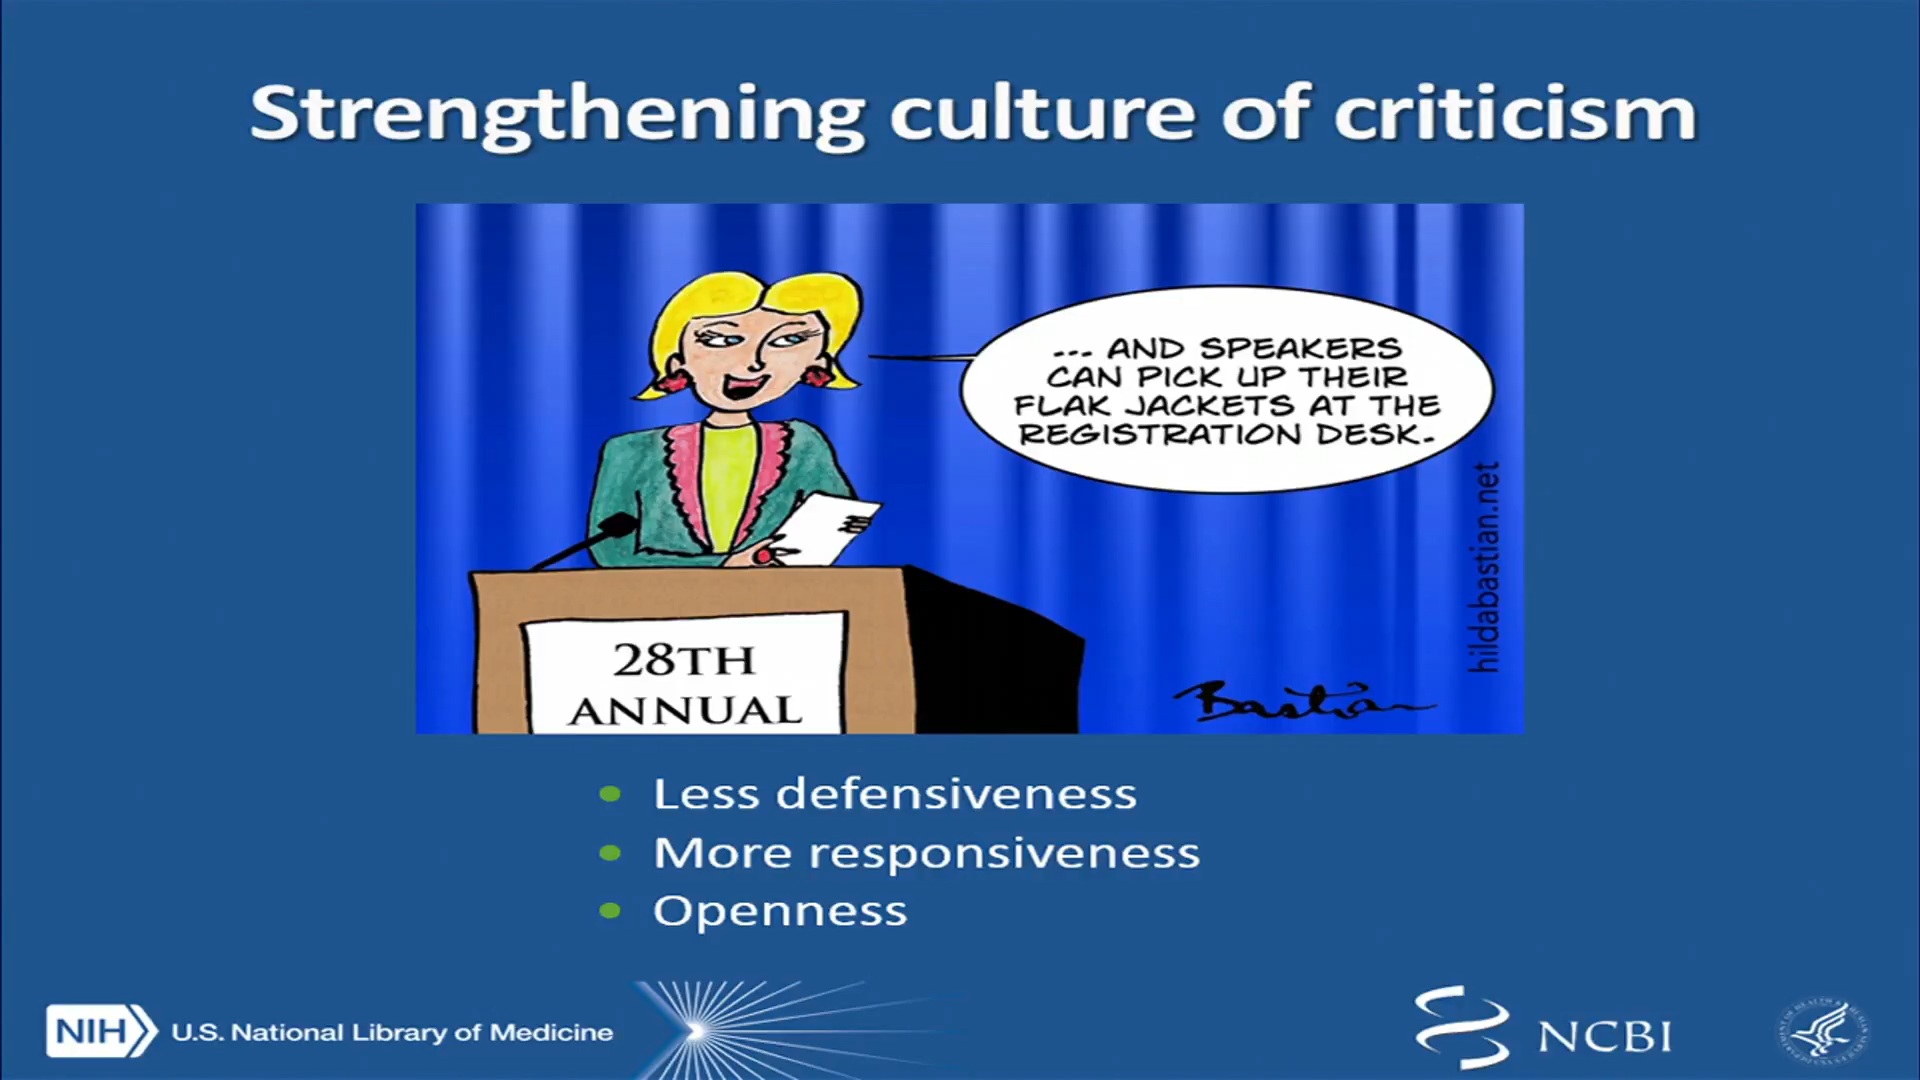 Strengthening culture of criticism
... AND SPEAKERS
CAN PICK UP THEIR
FLAK JACKETS AT THE
REGISTRATION DESK.
hildabastian.net
28TH
ANNUAL
Bastian
• Less defensiveness
• More responsiveness
• Openness
NIH U.S. National Library of Medicine
NCBI